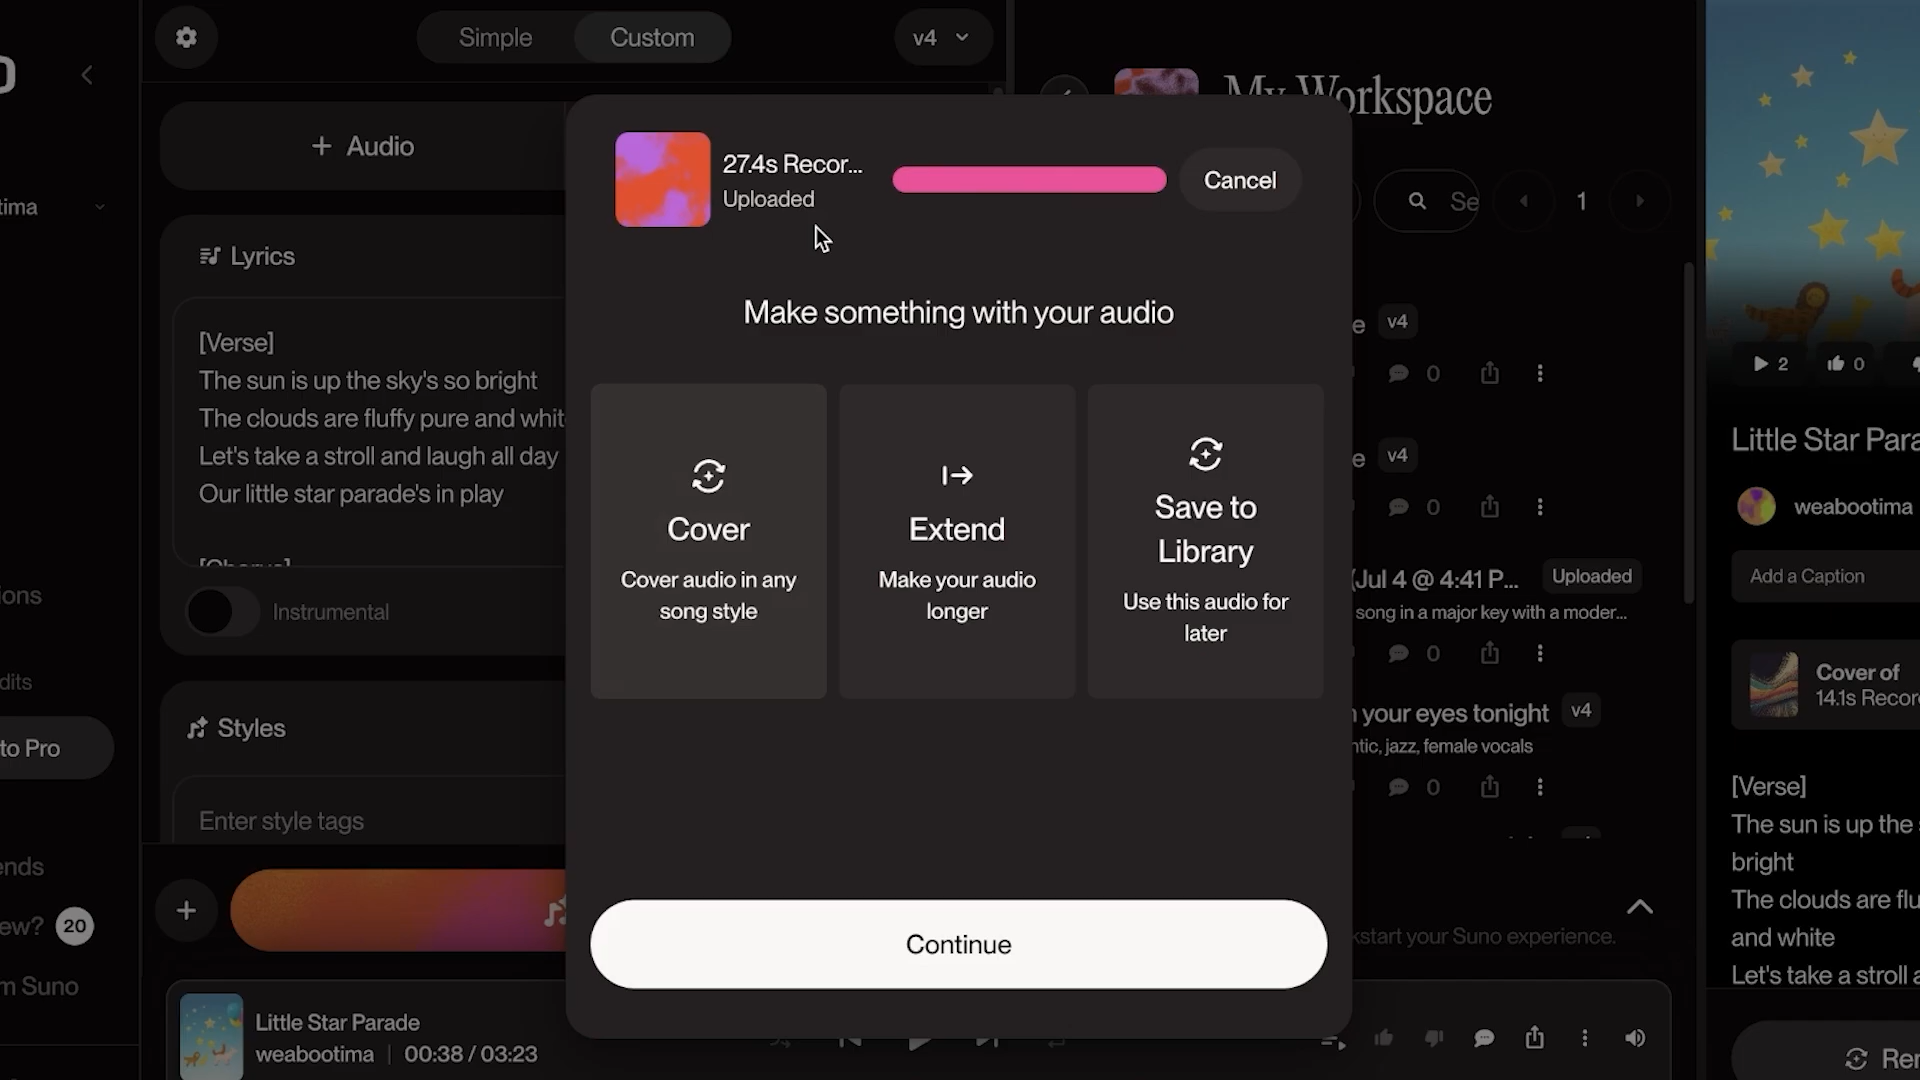 Simple
Custom
v4
Audio
tima
Lyrics
[Verse]
The sun is up the sky's so bright
The clouds are fluffy pure and whit
Let's take a stroll and laugh all day
Our little star parade's in play
[Chorus]
Instrumental
Styles
Enter style tags
ions
dits
to Pro
ends
ew? 20
m Suno
27.4s Recor...
Uploaded
Cancel
Make something with your audio
Cover
Cover audio in any
song style
Extend
Make your audio
longer
Save to
Library
Use this audio for
later
Continue
My Workspace
Se
1
e v4
0
e v4
0
(Jul 4 @ 4:41 P... Uploaded
song in a major key with a moder...
0
your eyes tonight v4
ntic, jazz, female vocals
0
kstart your Suno experience.
2
0
Little Star Para
weabootima
Add a Caption
Cover of
14.1s Recor
[Verse]
The sun is up the
bright
The clouds are flu
and white
Let's take a stroll a
Rer
Little Star Parade
weabootima | 00:38 / 03:23